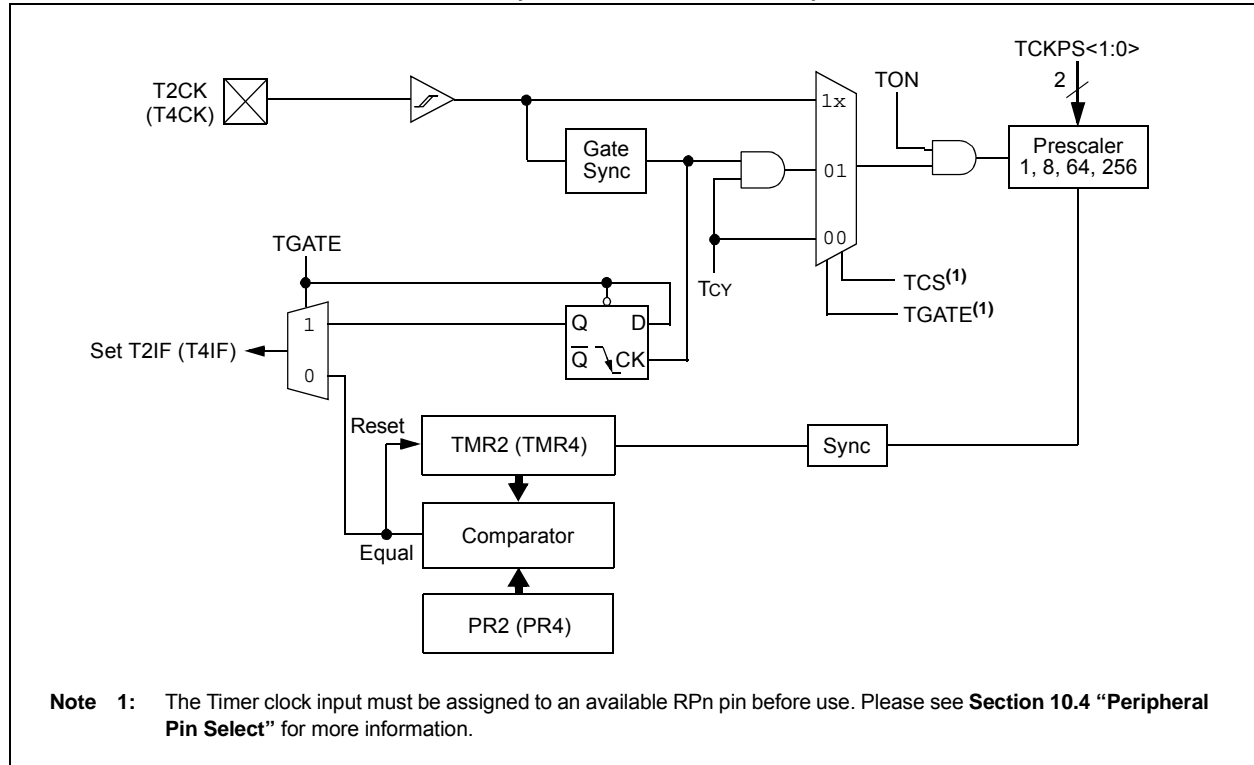 TCKPS<1:0>
2
T2CK
(T4CK)
TON
1x
Gate
Sync
Prescaler
1, 8, 64, 256
01
00
TGATE
TCY
TCS(1)
TGATE(1)
1
Q D
Q CK
Set T2IF (T4IF)
0
Reset
TMR2 (TMR4)
Sync
Equal
Comparator
PR2 (PR4)
Note 1: The Timer clock input must be assigned to an available RPn pin before use. Please see Section 10.4 “Peripheral
Pin Select” for more information.